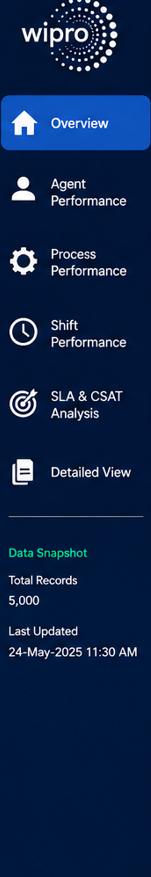 wipro
Overview
Agent
Performance
Process
Performance
Shift
Performance
SLA & CSAT
Analysis
Detailed View
Data Snapshot
Total Records
5,000
Last Updated
24-May-2025 11:30 AM